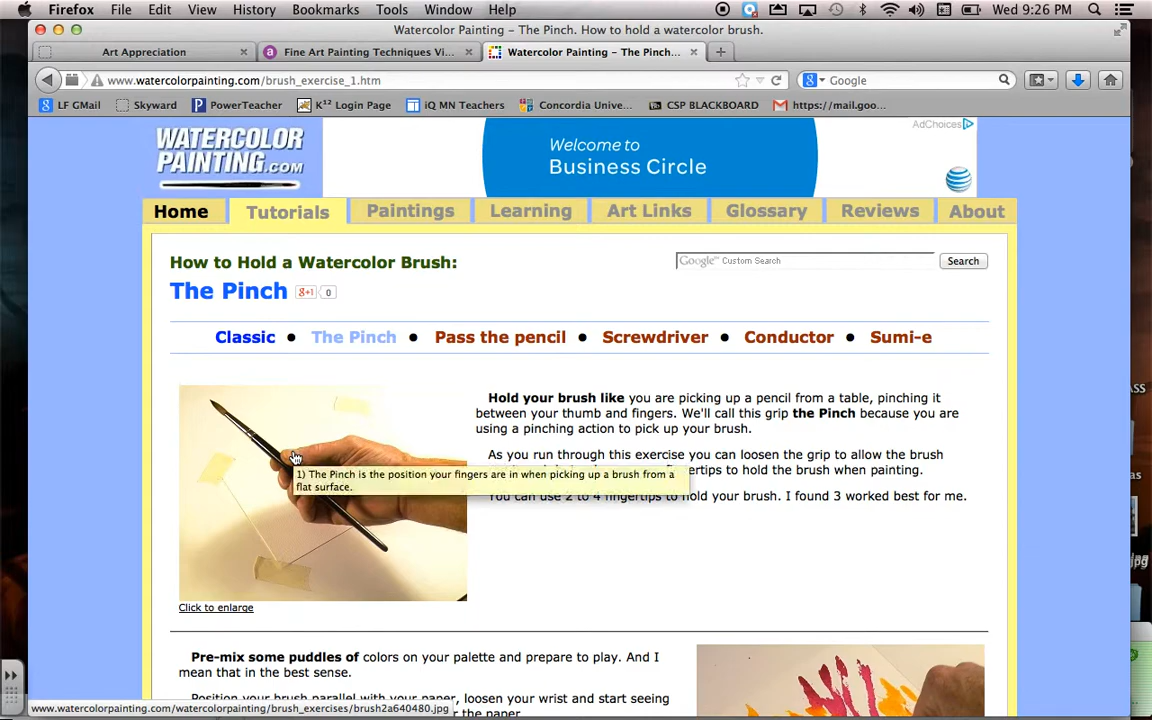 Firefox File Edit View History Bookmarks Tools Window Help Wed 9:26 PM
Watercolor Painting – The Pinch. How to hold a watercolor brush.
Art Appreciation Fine Art Painting Techniques Vi... Watercolor Painting – The Pinch...
www.watercolorpainting.com/brush_exercise_1.htm Google
LF GMail Skyward PowerTeacher K¹² Login Page iQ MN Teachers Concordia Unive... CSP BLACKBOARD https://mail.goo...
WATERCOLOR
PAINTING.COM
Welcome to
Business Circle
AdChoices
at&t
Home Tutorials Paintings Learning Art Links Glossary Reviews About
How to Hold a Watercolor Brush:
Google™ Custom Search Search
The Pinch g+1 0
Classic • The Pinch • Pass the pencil • Screwdriver • Conductor • Sumi-e
Hold your brush like you are picking up a pencil from a table, pinching it
between your thumb and fingers. We'll call this grip the Pinch because you are
using a pinching action to pick up your brush.
As you run through this exercise you can loosen the grip to allow the brush
fingertips to hold the brush when painting.
You can use 2 to 4 fingertips to hold your brush. I found 3 worked best for me.
1) The Pinch is the position your fingers are in when picking up a brush from a
flat surface.
Click to enlarge
Pre-mix some puddles of colors on your palette and prepare to play. And I
mean that in the best sense.
Position your brush parallel with your paper, loosen your wrist and start seeing
the paper.
www.watercolorpainting.com/watercolorpainting/brush_exercises/brush2a640480.jpg
ASS
as
jpg